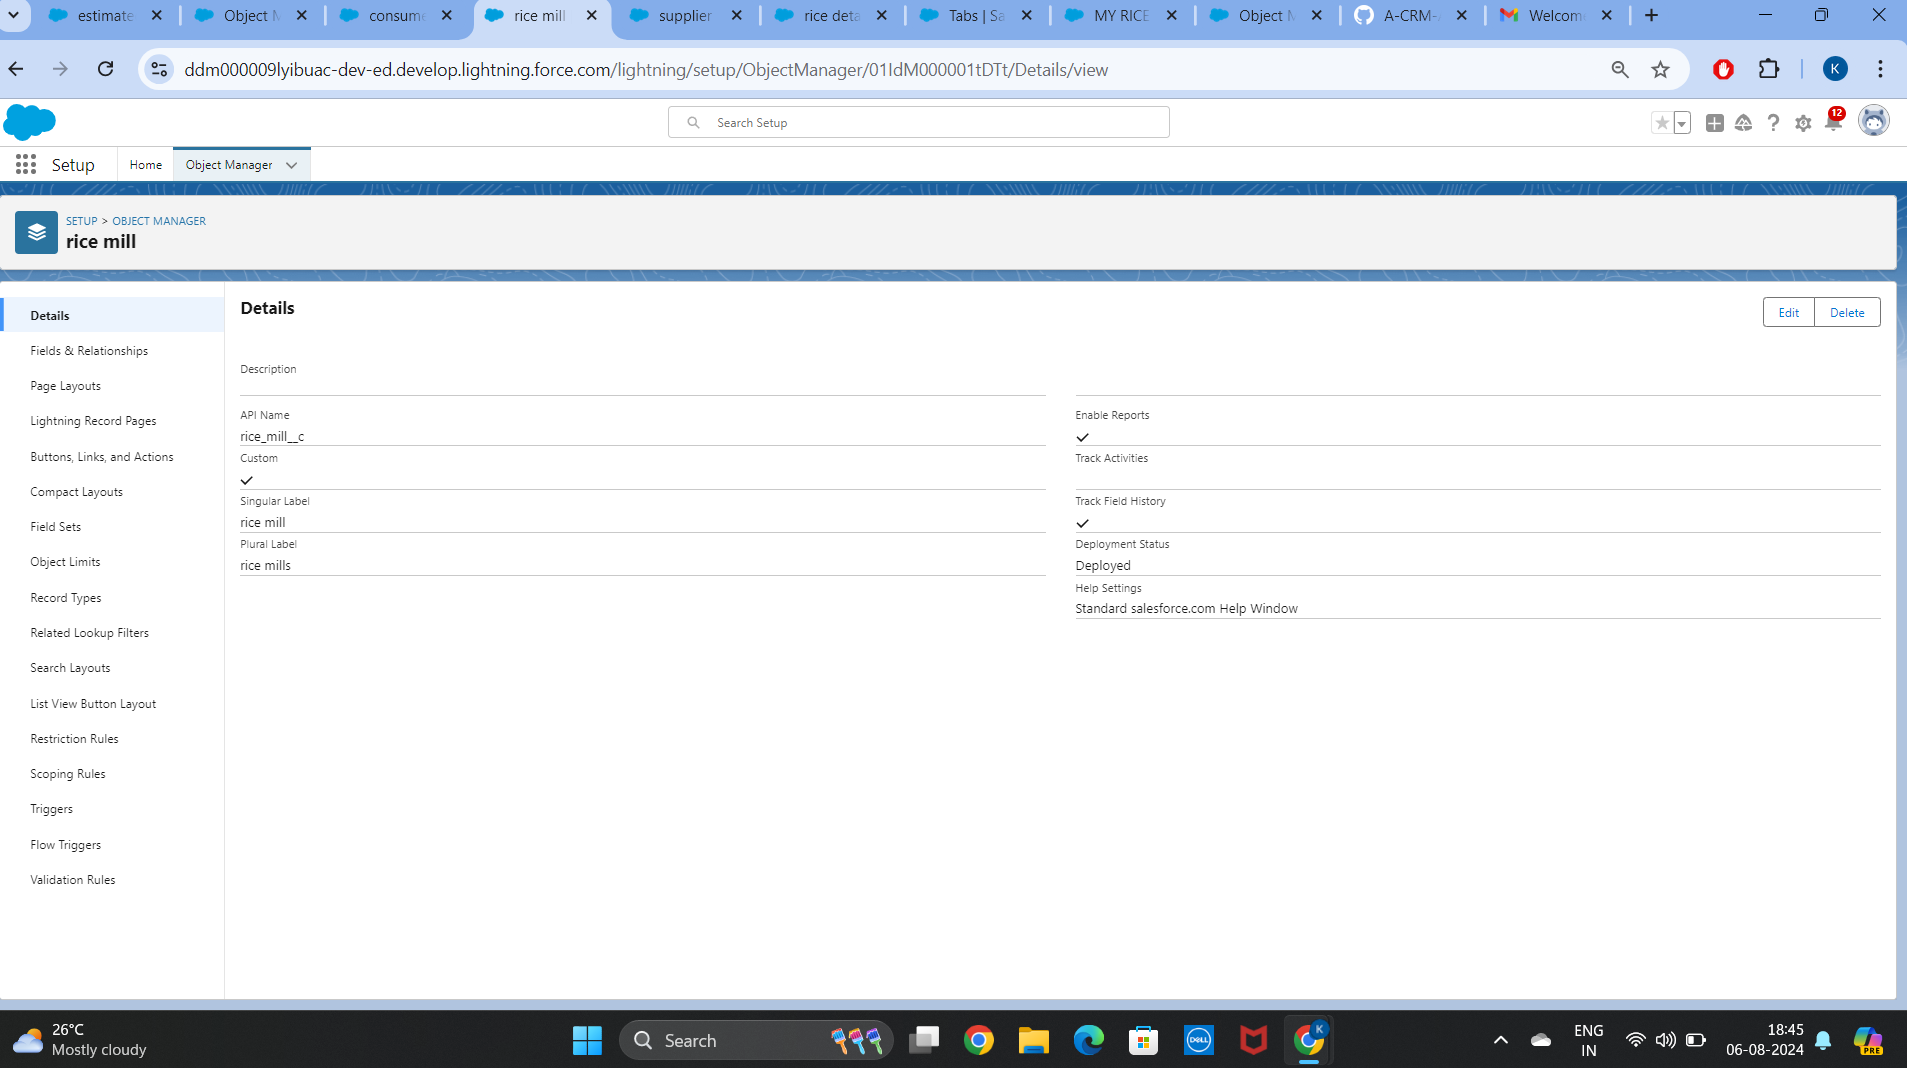 estimate
Object M
consume
rice mill
supplier
rice deta
Tabs | Sa
MY RICE
Object M
A-CRM-
Welcome
ddm000009lyibuac-dev-ed.develop.lightning.force.com/lightning/setup/ObjectManager/01IdM000001tDTt/Details/view
K
Search Setup
12
Setup
Home
Object Manager
SETUP > OBJECT MANAGER
rice mill
Details
Fields & Relationships
Page Layouts
Lightning Record Pages
Buttons, Links, and Actions
Compact Layouts
Field Sets
Object Limits
Record Types
Related Lookup Filters
Search Layouts
List View Button Layout
Restriction Rules
Scoping Rules
Triggers
Flow Triggers
Validation Rules
Details
Edit
Delete
Description
API Name
rice_mill__c
Custom
Singular Label
rice mill
Plural Label
rice mills
Enable Reports
Track Activities
Track Field History
Deployment Status
Deployed
Help Settings
Standard salesforce.com Help Window
26°C
Mostly cloudy
Search
DELL
K
ENG
IN
18:45
06-08-2024
PRE